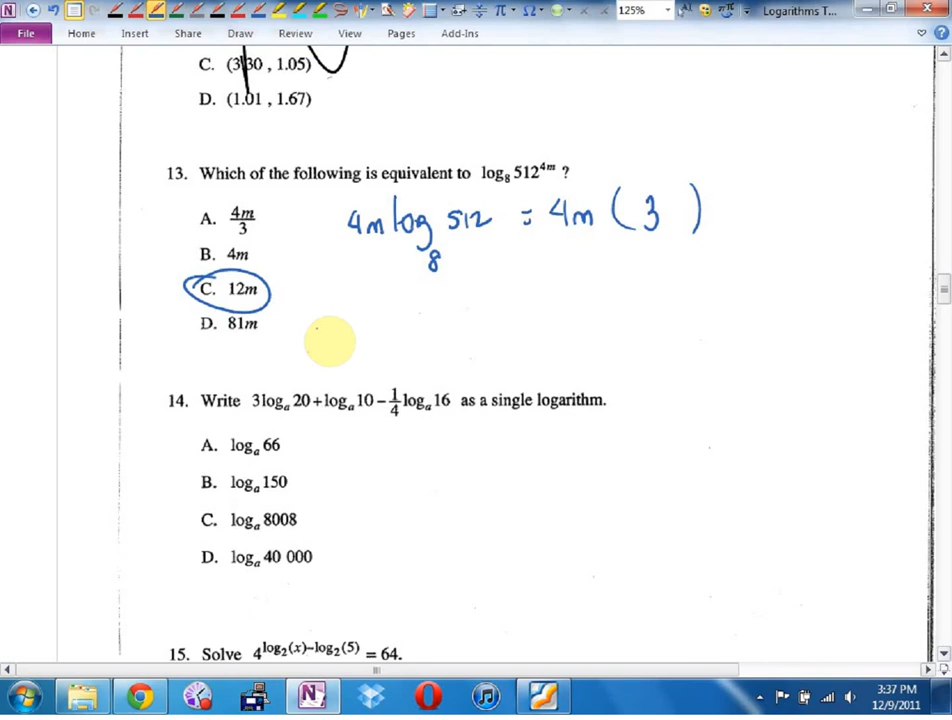 125%
Logarithms T...
File Home Insert Share Draw Review View Pages Add-Ins
C. (3.30 , 1.05)
D. (1.01 , 1.67)
13. Which of the following is equivalent to log₈ 512⁴ᵐ ?
A. 4m/3
4m log₈ 512 = 4m ( 3 )
B. 4m
C. 12m
D. 81m
14. Write 3logₐ 20 + logₐ 10 − 1/4 logₐ 16 as a single logarithm.
A. logₐ 66
B. logₐ 150
C. logₐ 8008
D. logₐ 40 000
15. Solve 4^(log₂(x)−log₂(5)) = 64.
3:37 PM
12/9/2011